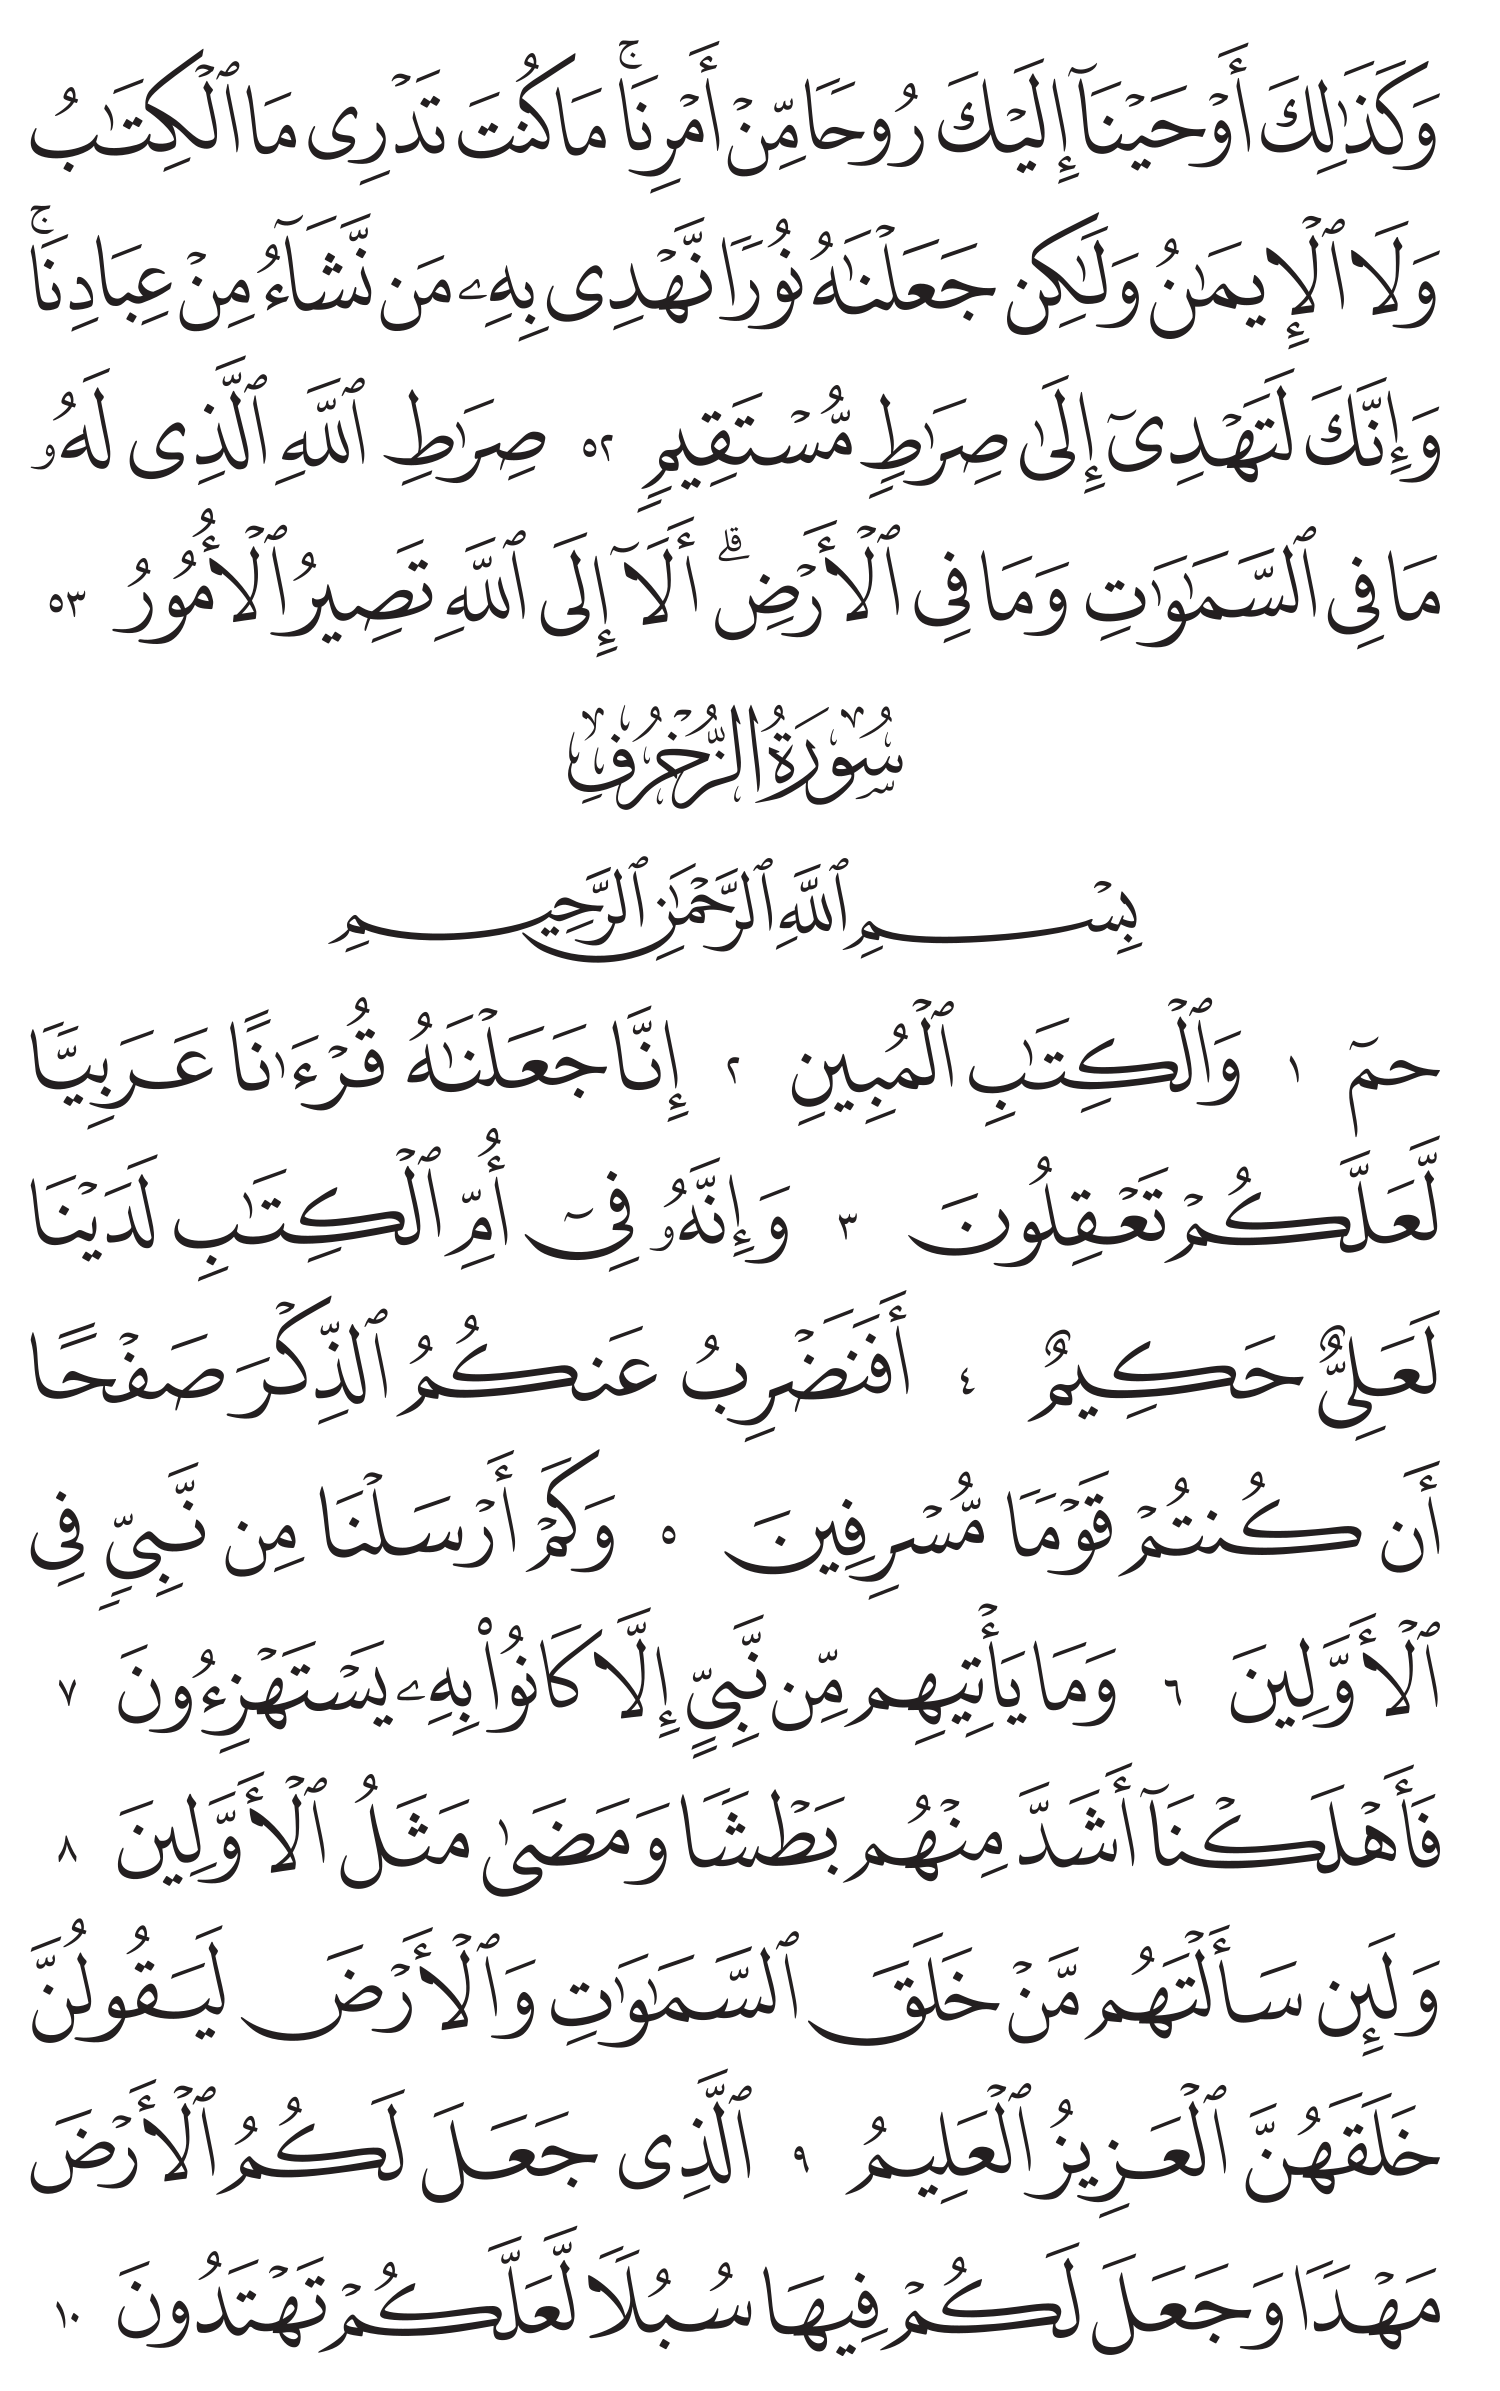 وَكَذَٰلِكَ أَوْحَيْنَآ إِلَيْكَ رُوحًا مِّنْ أَمْرِنَا ۚ مَا كُنتَ تَدْرِى مَا ٱلْكِتَٰبُ
وَلَا ٱلْإِيمَٰنُ وَلَٰكِن جَعَلْنَٰهُ نُورًا نَّهْدِى بِهِۦ مَن نَّشَآءُ مِنْ عِبَادِنَا ۚ
وَإِنَّكَ لَتَهْدِىٓ إِلَىٰ صِرَٰطٍ مُّسْتَقِيمٍ ٥٢ صِرَٰطِ ٱللَّهِ ٱلَّذِى لَهُۥ
مَا فِى ٱلسَّمَٰوَٰتِ وَمَا فِى ٱلْأَرْضِ ۗ أَلَآ إِلَى ٱللَّهِ تَصِيرُ ٱلْأُمُورُ ٥٣
سُورَةُ الزُّخْرُفِ
بِسْمِ ٱللَّهِ ٱلرَّحْمَٰنِ ٱلرَّحِيمِ
حمٓ ١ وَٱلْكِتَٰبِ ٱلْمُبِينِ ٢ إِنَّا جَعَلْنَٰهُ قُرْءَٰنًا عَرَبِيًّا
لَّعَلَّكُمْ تَعْقِلُونَ ٣ وَإِنَّهُۥ فِىٓ أُمِّ ٱلْكِتَٰبِ لَدَيْنَا
لَعَلِىٌّ حَكِيمٌ ٤ أَفَنَضْرِبُ عَنكُمُ ٱلذِّكْرَ صَفْحًا
أَن كُنتُمْ قَوْمًا مُّسْرِفِينَ ٥ وَكَمْ أَرْسَلْنَا مِن نَّبِىٍّ فِى
ٱلْأَوَّلِينَ ٦ وَمَا يَأْتِيهِم مِّن نَّبِىٍّ إِلَّا كَانُوا۟ بِهِۦ يَسْتَهْزِءُونَ ٧
فَأَهْلَكْنَآ أَشَدَّ مِنْهُم بَطْشًا وَمَضَىٰ مَثَلُ ٱلْأَوَّلِينَ ٨
وَلَئِن سَأَلْتَهُم مَّنْ خَلَقَ ٱلسَّمَٰوَٰتِ وَٱلْأَرْضَ لَيَقُولُنَّ
خَلَقَهُنَّ ٱلْعَزِيزُ ٱلْعَلِيمُ ٩ ٱلَّذِى جَعَلَ لَكُمُ ٱلْأَرْضَ
مَهْدًا وَجَعَلَ لَكُمْ فِيهَا سُبُلًا لَّعَلَّكُمْ تَهْتَدُونَ ١٠